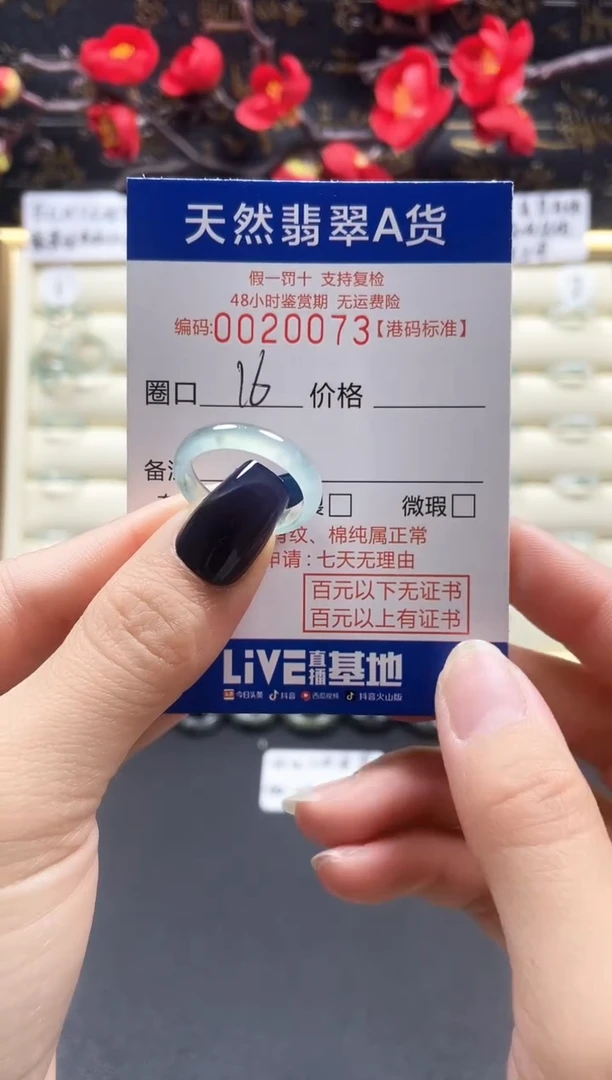 天然翡翠A货
假一罚十 支持复检
48小时鉴赏期 无运费险
编码:0020073【港码标准】
圈口 16 价格
备注
微瑕□
纹、棉纯属正常
申请:七天无理由
百元以下无证书
百元以上有证书
LIVE直播基地
今日头条 抖音 西瓜视频 抖音火山版